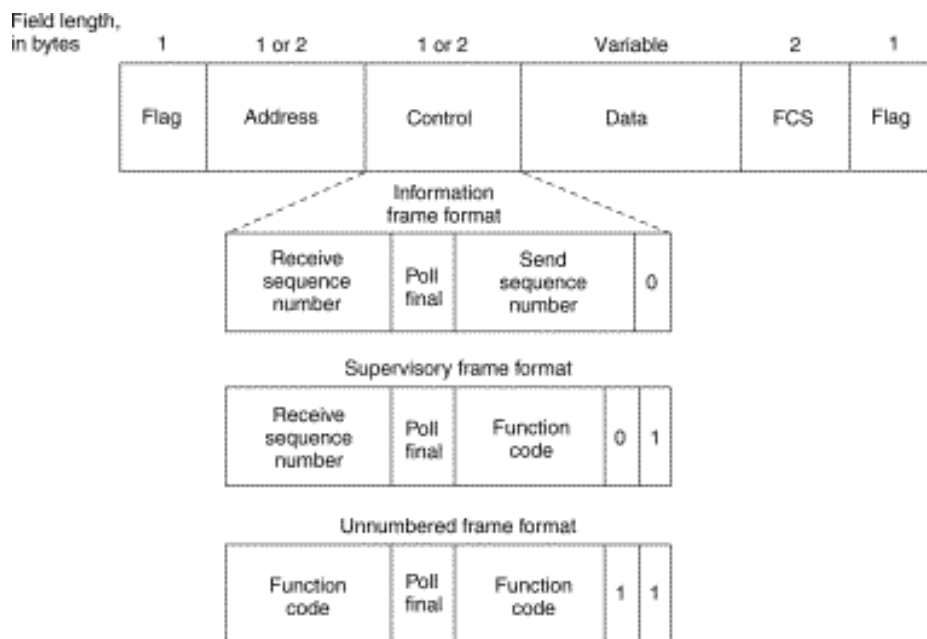 Field length,
in bytes 1 1 or 2 1 or 2 Variable 2 1
Flag Address Control Data FCS Flag
Information
frame format
Receive
sequence
number
Poll
final
Send
sequence
number
0
Supervisory frame format
Receive
sequence
number
Poll
final
Function
code
0 1
Unnumbered frame format
Function
code
Poll
final
Function
code
1 1